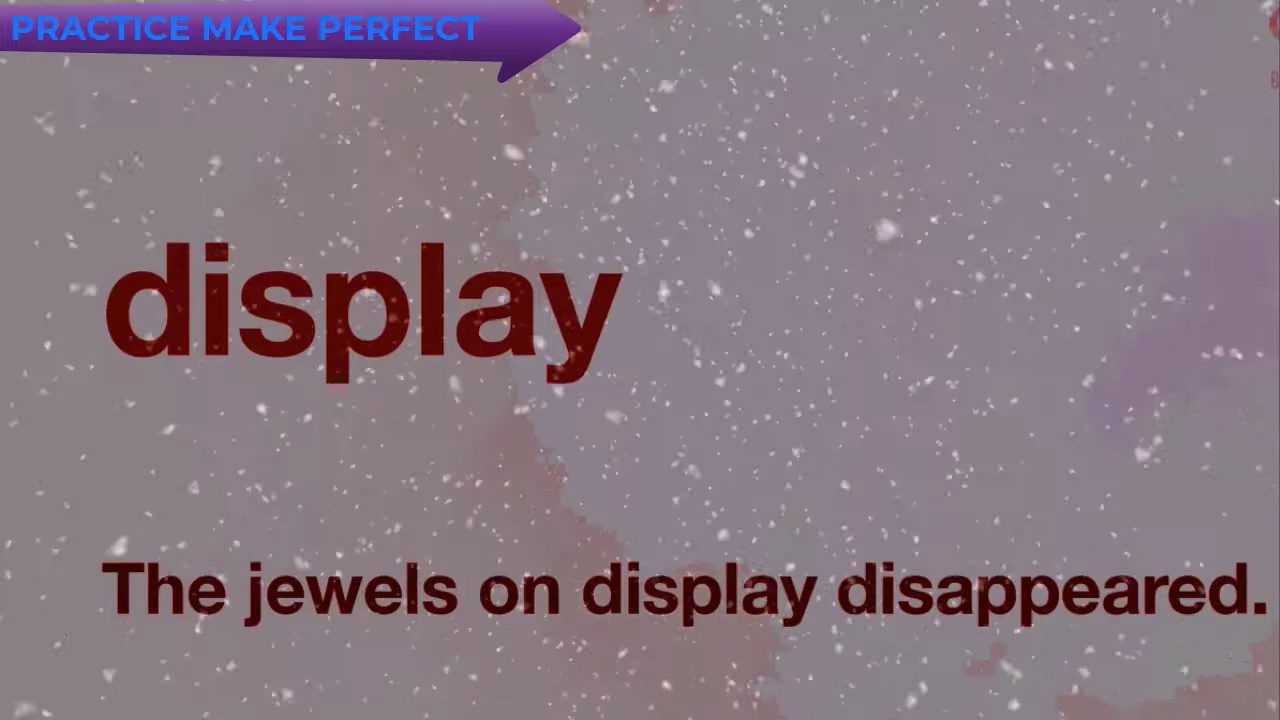 PRACTICE MAKE PERFECT
display
The jewels on display disappeared.